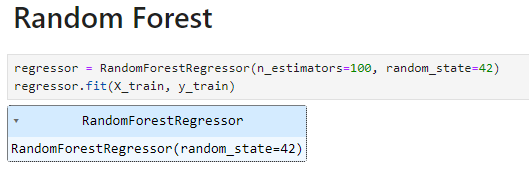 Random Forest
regressor = RandomForestRegressor(n_estimators=100, random_state=42)
regressor.fit(X_train, y_train)
RandomForestRegressor
RandomForestRegressor(random_state=42)